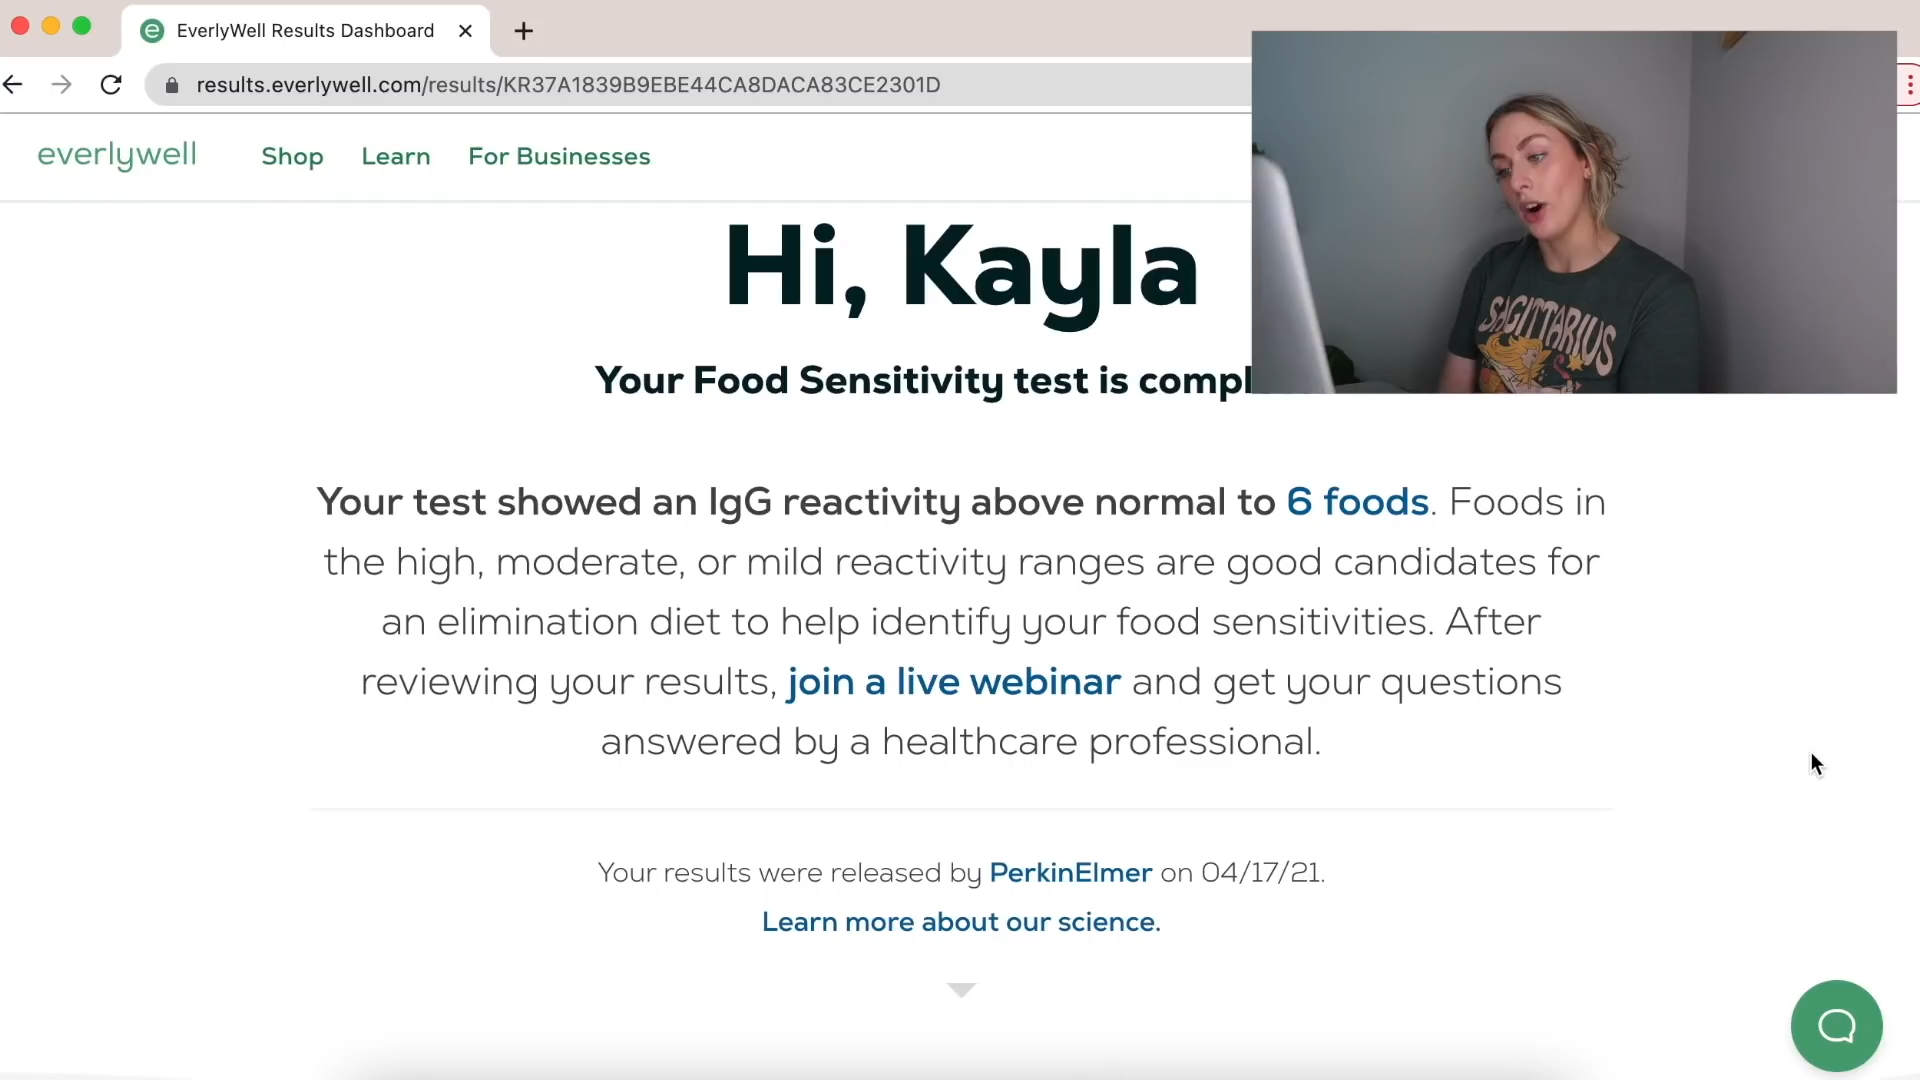 EverlyWell Results Dashboard
results.everlywell.com/results/KR37A1839B9EBE44CA8DACA83CE2301D
everlywell Shop Learn For Businesses
SAGITTARIUS
Hi, Kayla
Your Food Sensitivity test is compl
Your test showed an IgG reactivity above normal to 6 foods. Foods in
the high, moderate, or mild reactivity ranges are good candidates for
an elimination diet to help identify your food sensitivities. After
reviewing your results, join a live webinar and get your questions
answered by a healthcare professional.
Your results were released by PerkinElmer on 04/17/21.
Learn more about our science.